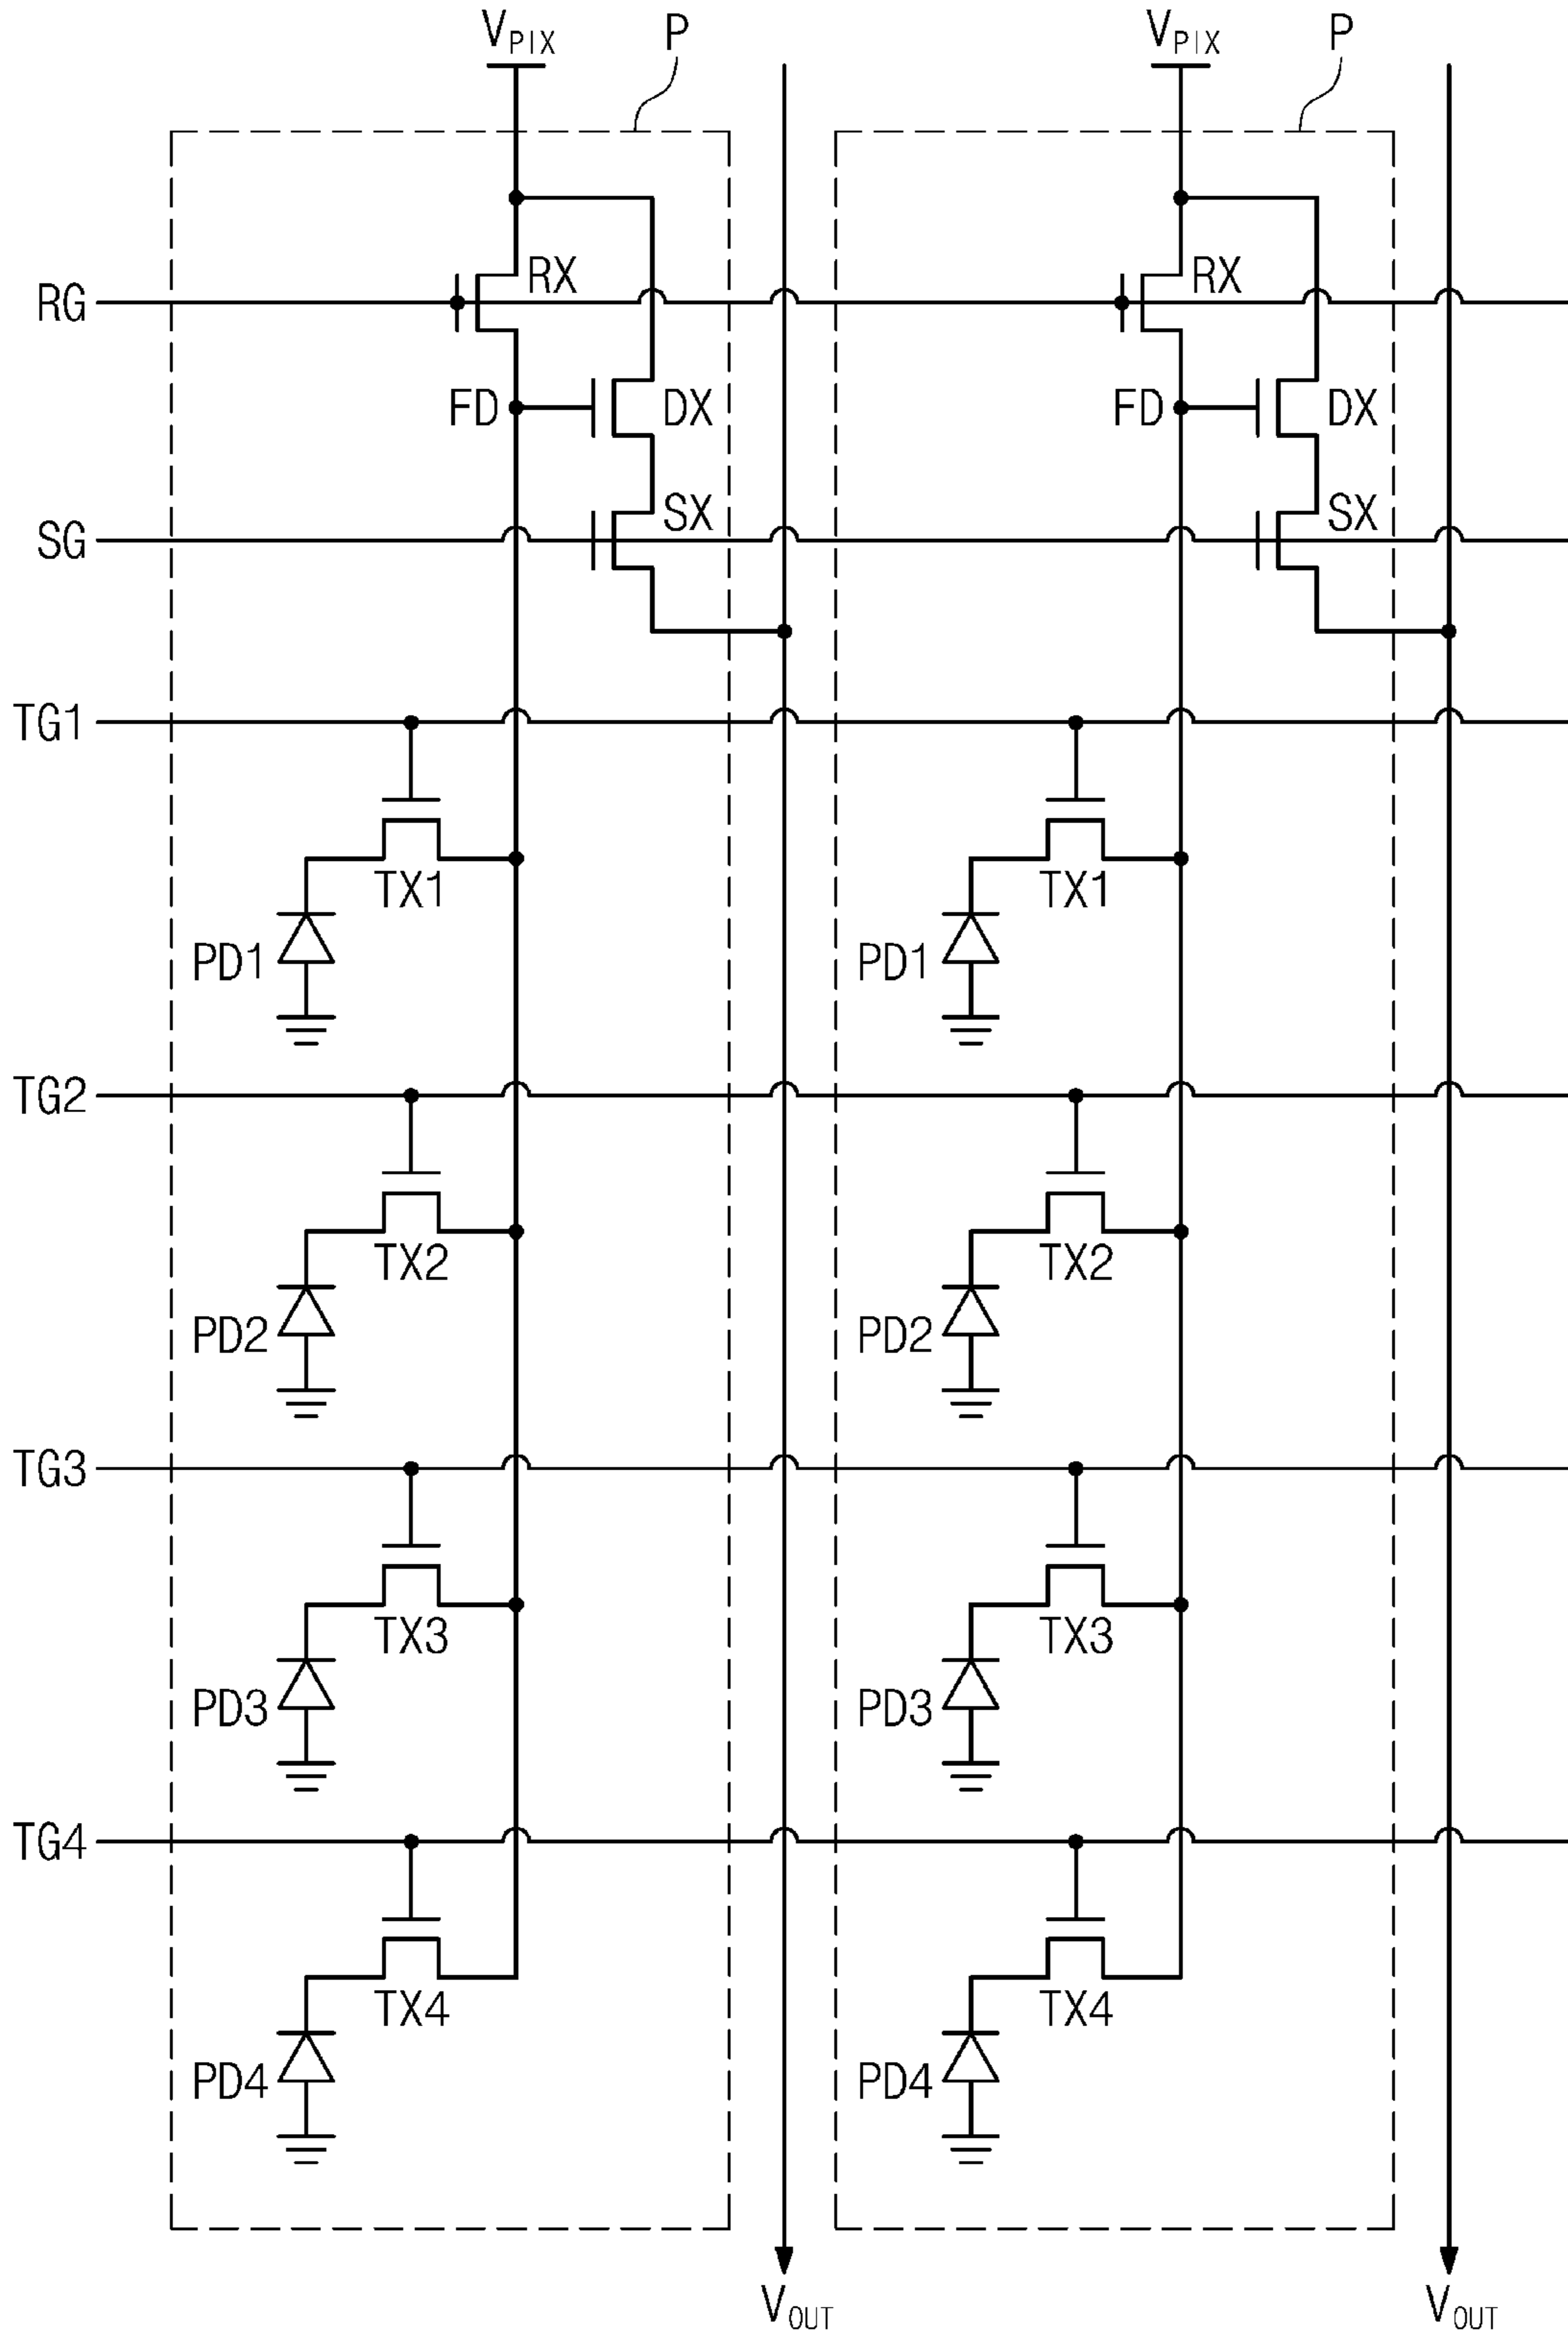 VPIX P VPIX P
RX RX
RG
FD DX FD DX
SX SX
SG
TG1
TX1 TX1
PD1 PD1
TG2
TX2 TX2
PD2 PD2
TG3
TX3 TX3
PD3 PD3
TG4
TX4 TX4
PD4 PD4
VOUT VOUT